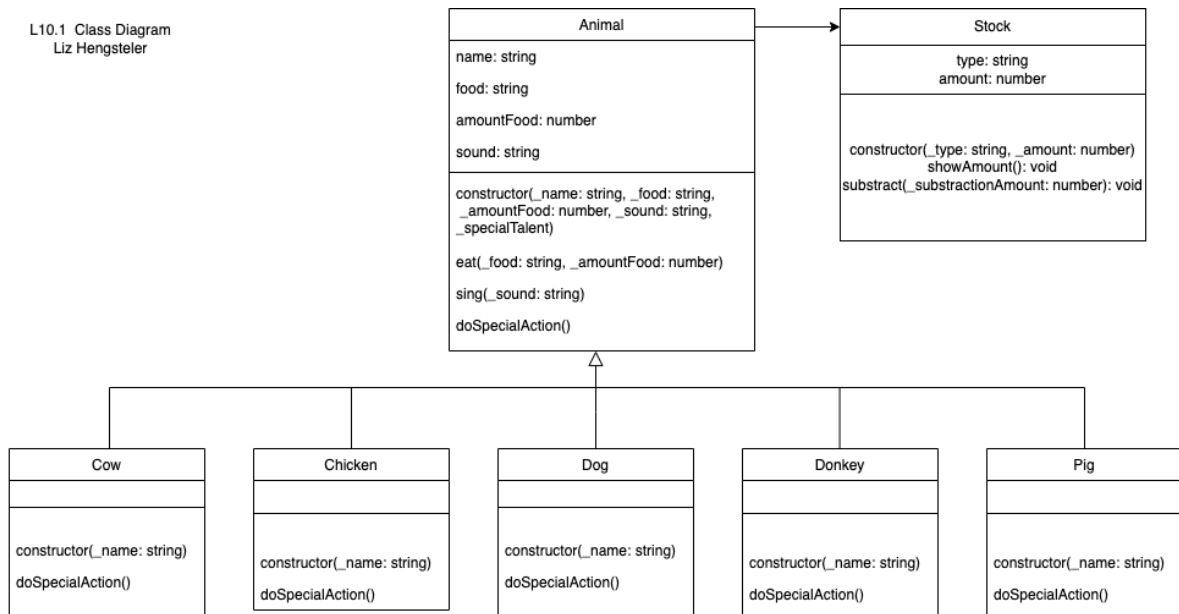 L10.1 Class Diagram
Liz Hengsteler
Animal
name: string
food: string
amountFood: number
sound: string
constructor(_name: string, _food: string,
_amountFood: number, _sound: string,
_specialTalent)
eat(_food: string, _amountFood: number)
sing(_sound: string)
doSpecialAction()
Stock
type: string
amount: number
constructor(_type: string, _amount: number)
showAmount(): void
substract(_substractionAmount: number): void
Cow
constructor(_name: string)
doSpecialAction()
Chicken
constructor(_name: string)
doSpecialAction()
Dog
constructor(_name: string)
doSpecialAction()
Donkey
constructor(_name: string)
doSpecialAction()
Pig
constructor(_name: string)
doSpecialAction()